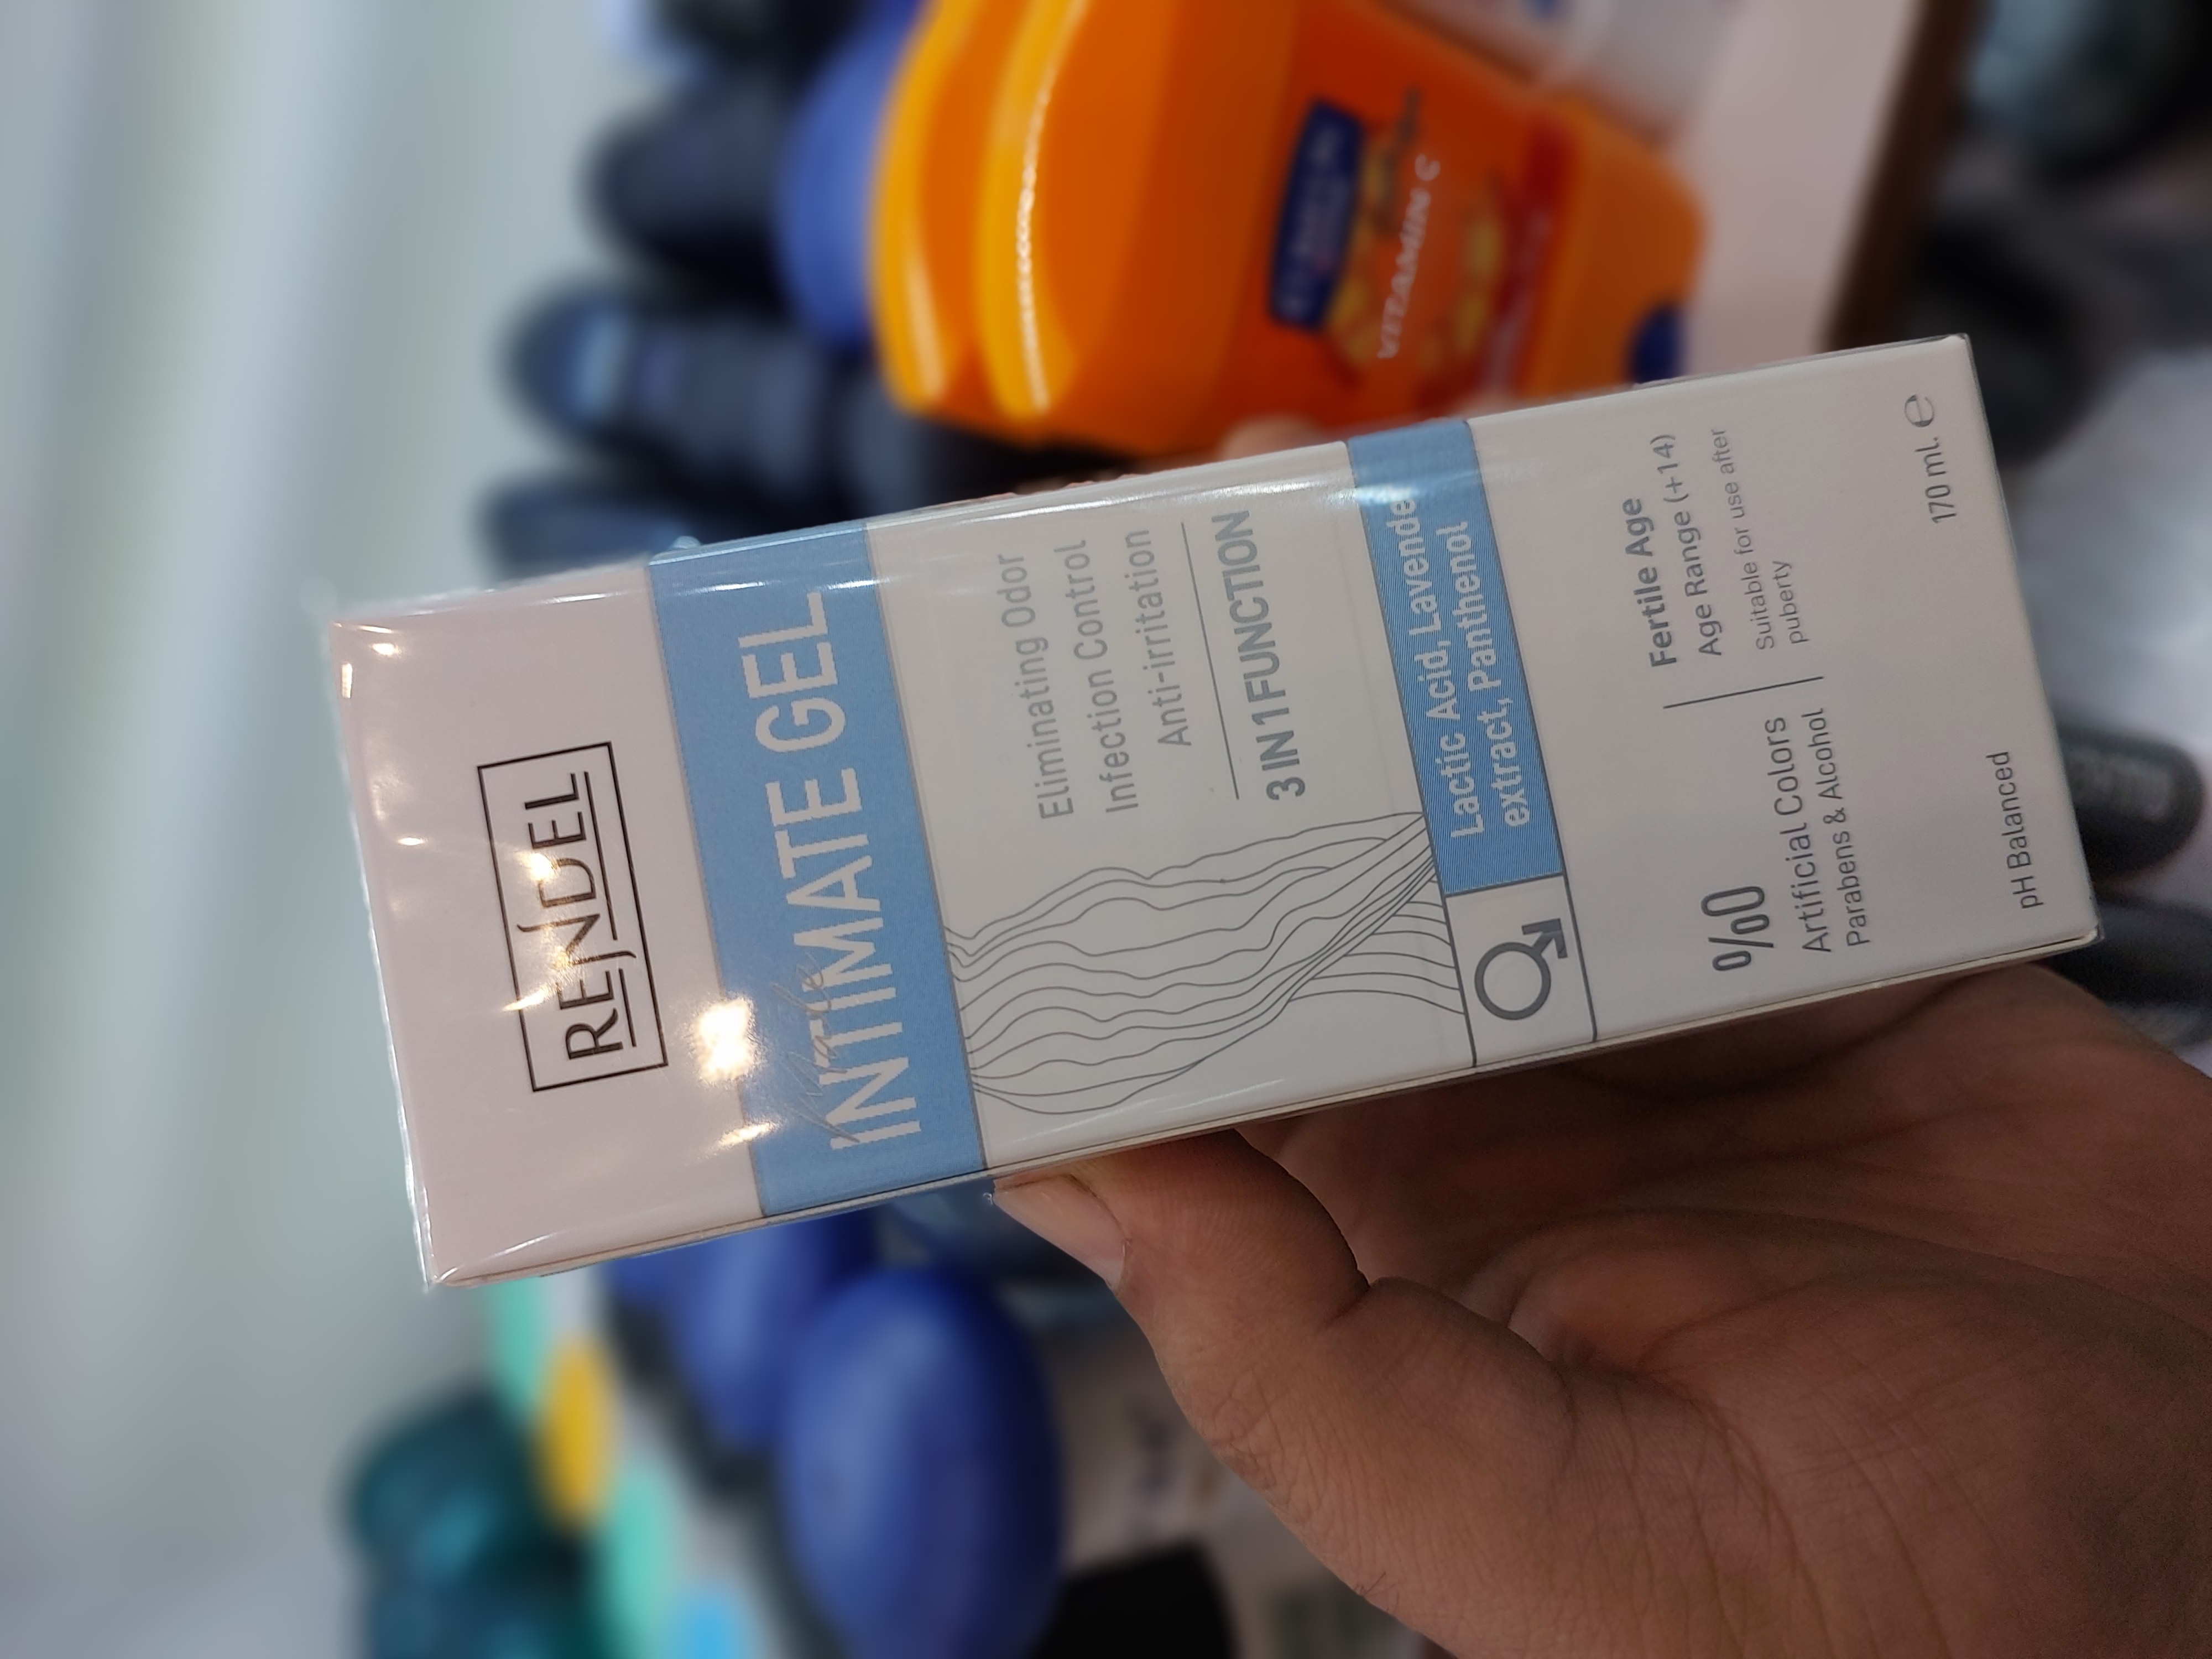 RENDEL
Male
INTIMATE GEL
Eliminating Odor
Infection Control
Anti-irritation
3 IN 1 FUNCTION
Lactic Acid, Lavende
extract, Panthenol
%0
Artificial Colors
Parabens & Alcohol
Fertile Age
Age Range (+14)
Suitable for use after
puberty
pH Balanced
170 ml. ℮
VITAMIN C